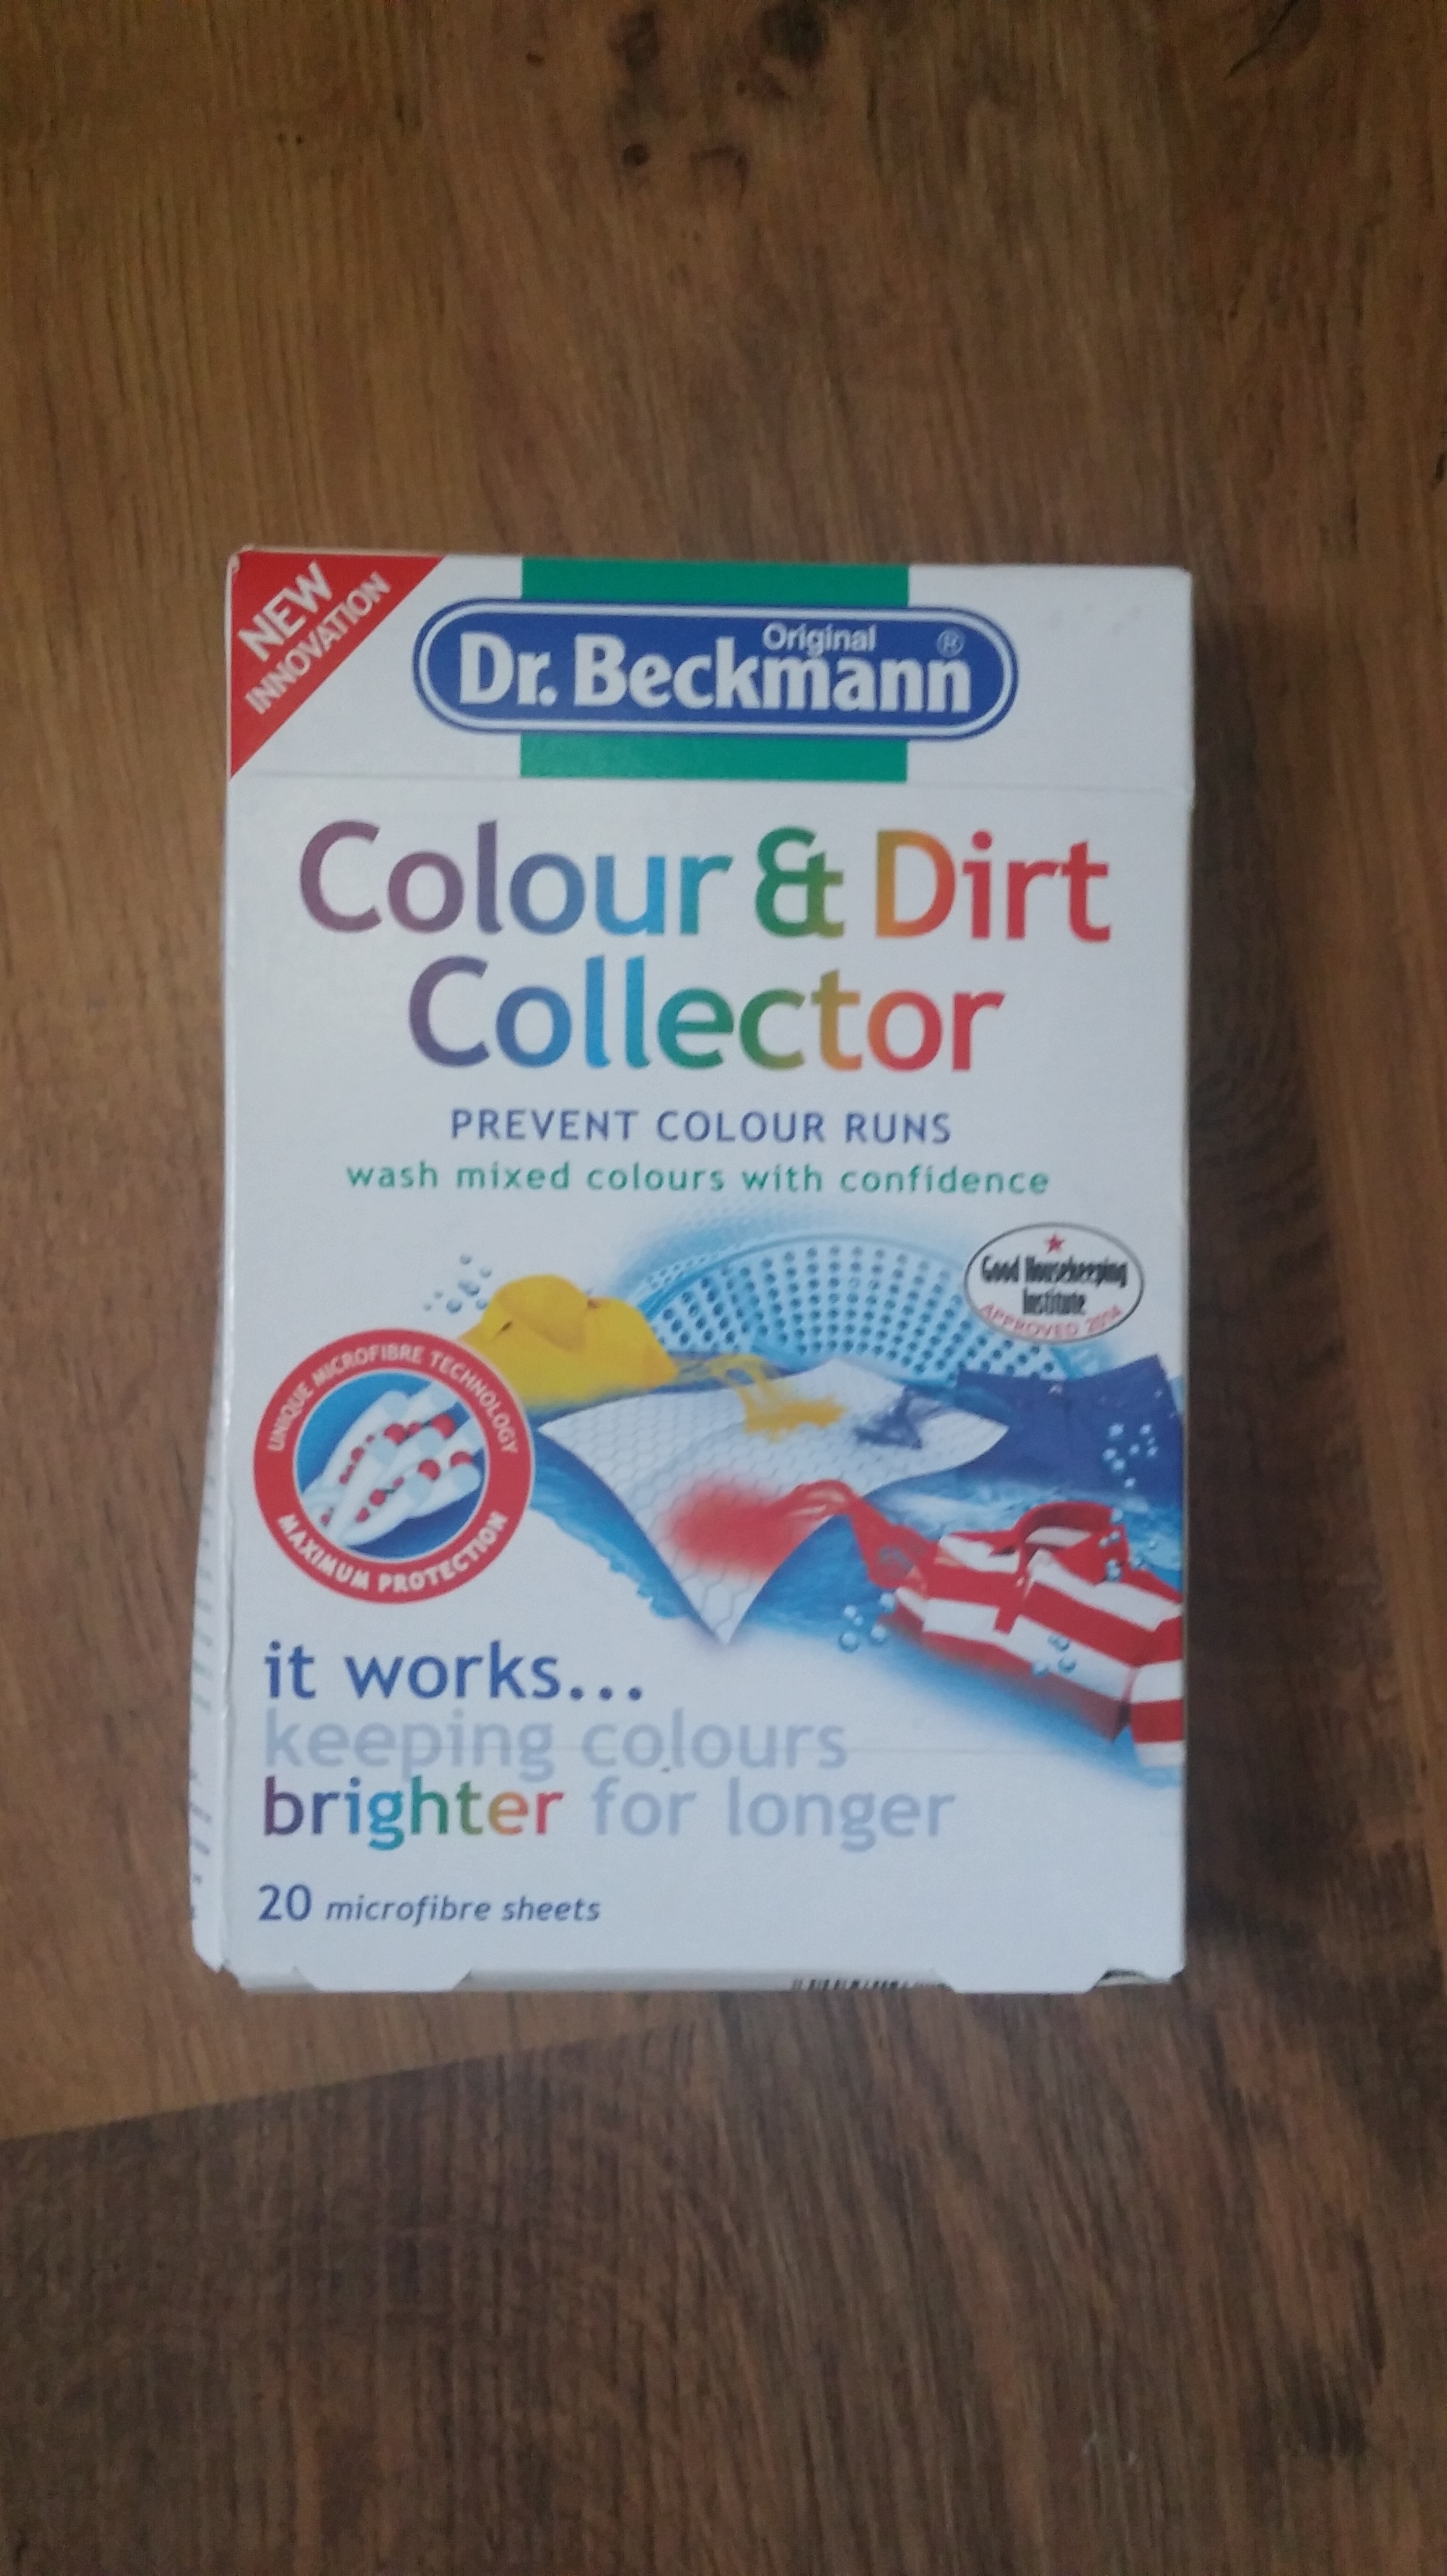 NEW
INNOVATION
Original
Dr. Beckmann®
Colour & Dirt
Collector
PREVENT COLOUR RUNS
wash mixed colours with confidence
Good Housekeeping
Institute
APPROVED 2004
UNIQUE MICROFIBRE TECHNOLOGY
MAXIMUM PROTECTION
it works...
keeping colours
brighter for longer
20 microfibre sheets